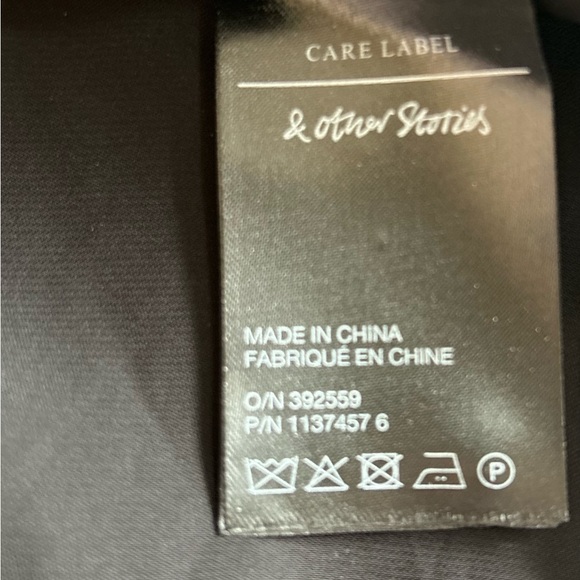 CARE LABEL
& other Stories
MADE IN CHINA
FABRIQUÉ EN CHINE
O/N 392559
P/N 1137457 6
P